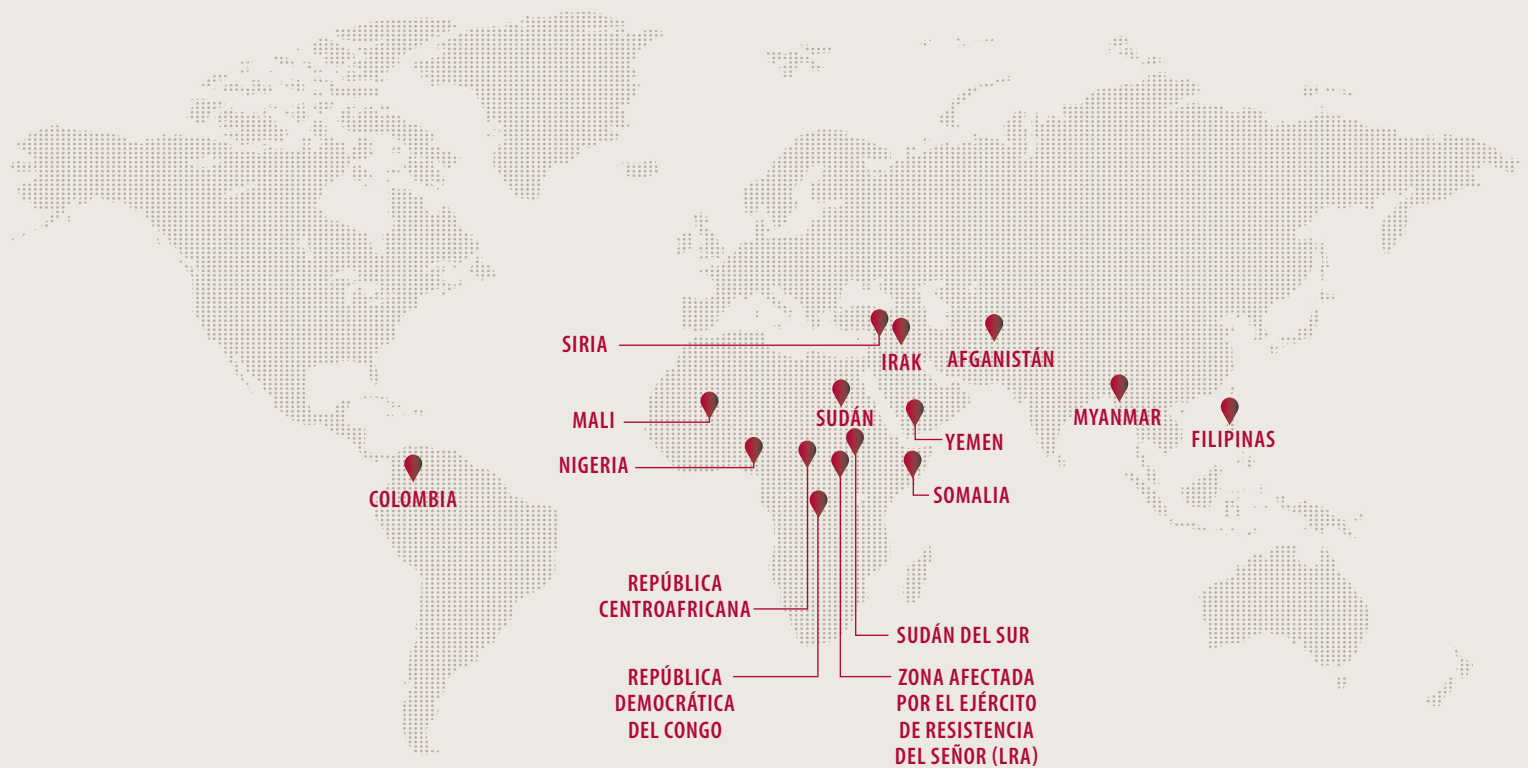 SIRIA
IRAK
AFGANISTÁN
MALI
SUDÁN
MYANMAR
YEMEN
FILIPINAS
NIGERIA
COLOMBIA
SOMALIA
REPÚBLICA
CENTROAFRICANA
SUDÁN DEL SUR
REPÚBLICA
DEMOCRÁTICA
DEL CONGO
ZONA AFECTADA
POR EL EJÉRCITO
DE RESISTENCIA
DEL SEÑOR (LRA)